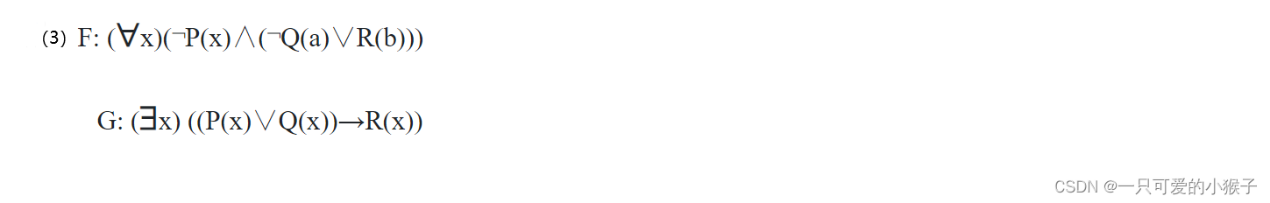 (3) F: (∀x)(¬P(x)∧(¬Q(a)∨R(b)))
G: (∃x) ((P(x)∨Q(x))→R(x))
CSDN @一只可爱的小猴子